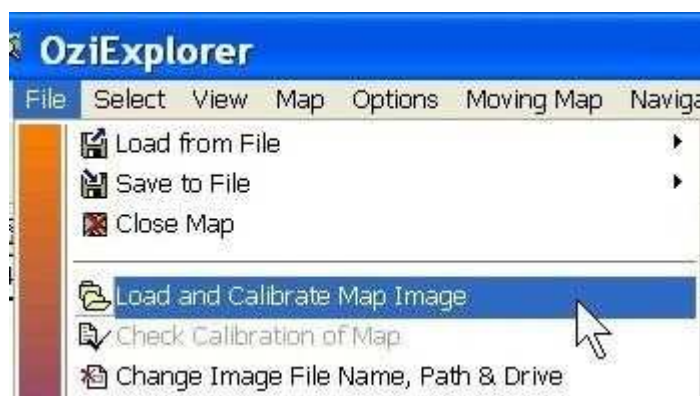 OziExplorer
File Select View Map Options Moving Map Naviga
Load from File
Save to File
Close Map
Load and Calibrate Map Image
Check Calibration of Map
Change Image File Name, Path & Drive